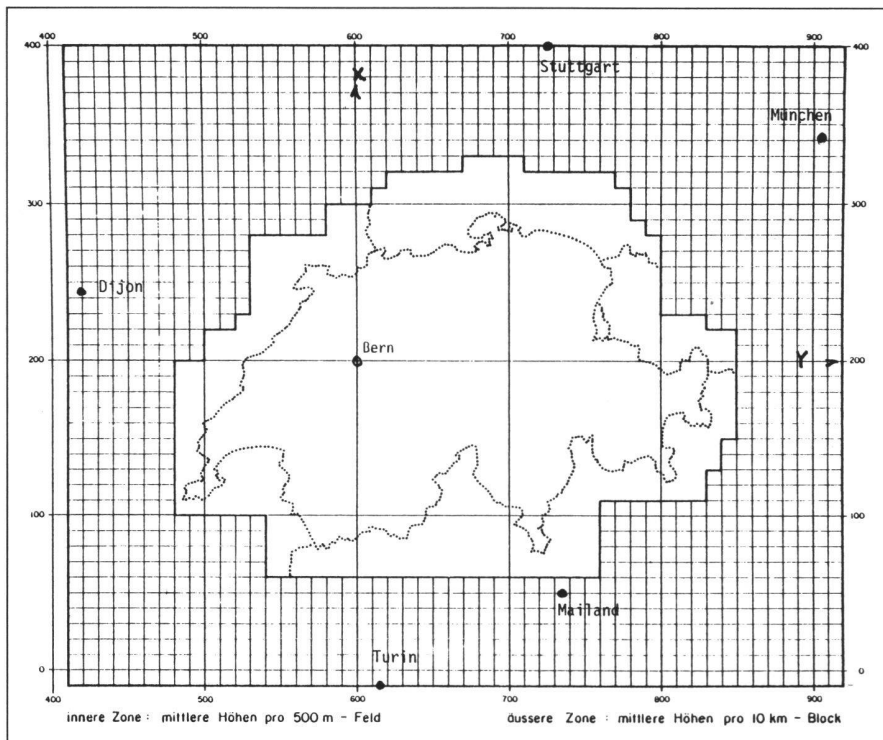 400 500 600 700 800 900
400 400
X
Stuttgart
München
300 300
Dijon
Bern
200 Y 200
100 100
Mailand
0 0
Turin
400 500 600 700 800 900
innere Zone : mittlere Höhen pro 500 m - Feld äussere Zone : mittlere Höhen pro 10 km - Block